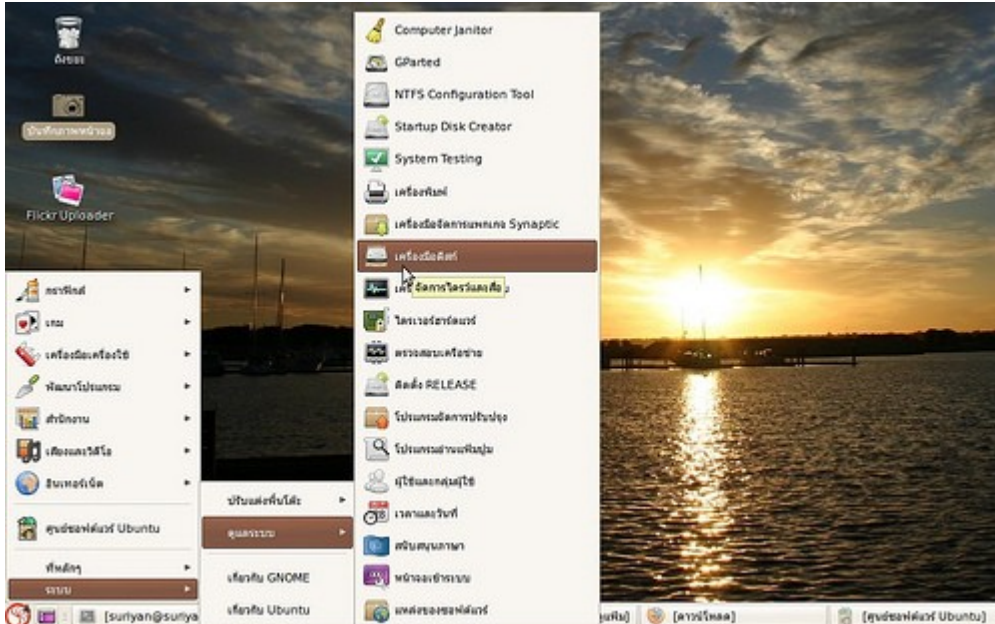 ถังขยะ
บันทึกภาพหน้าจอ
Flickr Uploader
กราฟิกส์
เกม
เครื่องมือเครื่องใช้
พัฒนาโปรแกรม
สำนักงาน
เสียงและวิดีโอ
อินเทอร์เน็ต
ศูนย์ซอฟต์แวร์ Ubuntu
ที่หลักๆ
ระบบ
ปรับแต่งพื้นโต๊ะ
ดูแลระบบ
เกี่ยวกับ GNOME
เกี่ยวกับ Ubuntu
Computer Janitor
GParted
NTFS Configuration Tool
Startup Disk Creator
System Testing
เครื่องพิมพ์
เครื่องมือจัดการแพกเกจ Synaptic
เครื่องมือดิสก์
จัดการไดรว์และสื่อ
ไดรเวอร์ฮาร์ดแวร์
ตรวจสอบเครือข่าย
ติดตั้ง RELEASE
โปรแกรมจัดการปรับปรุง
โปรแกรมอ่านแฟ้มปูม
ผู้ใช้และกลุ่มผู้ใช้
เวลาและวันที่
สนับสนุนภาษา
หน้าจอเข้าระบบ
แหล่งของซอฟต์แวร์
[suriyan@suriya
[ดาวน์โหลด]
[ศูนย์ซอฟต์แวร์ Ubuntu]